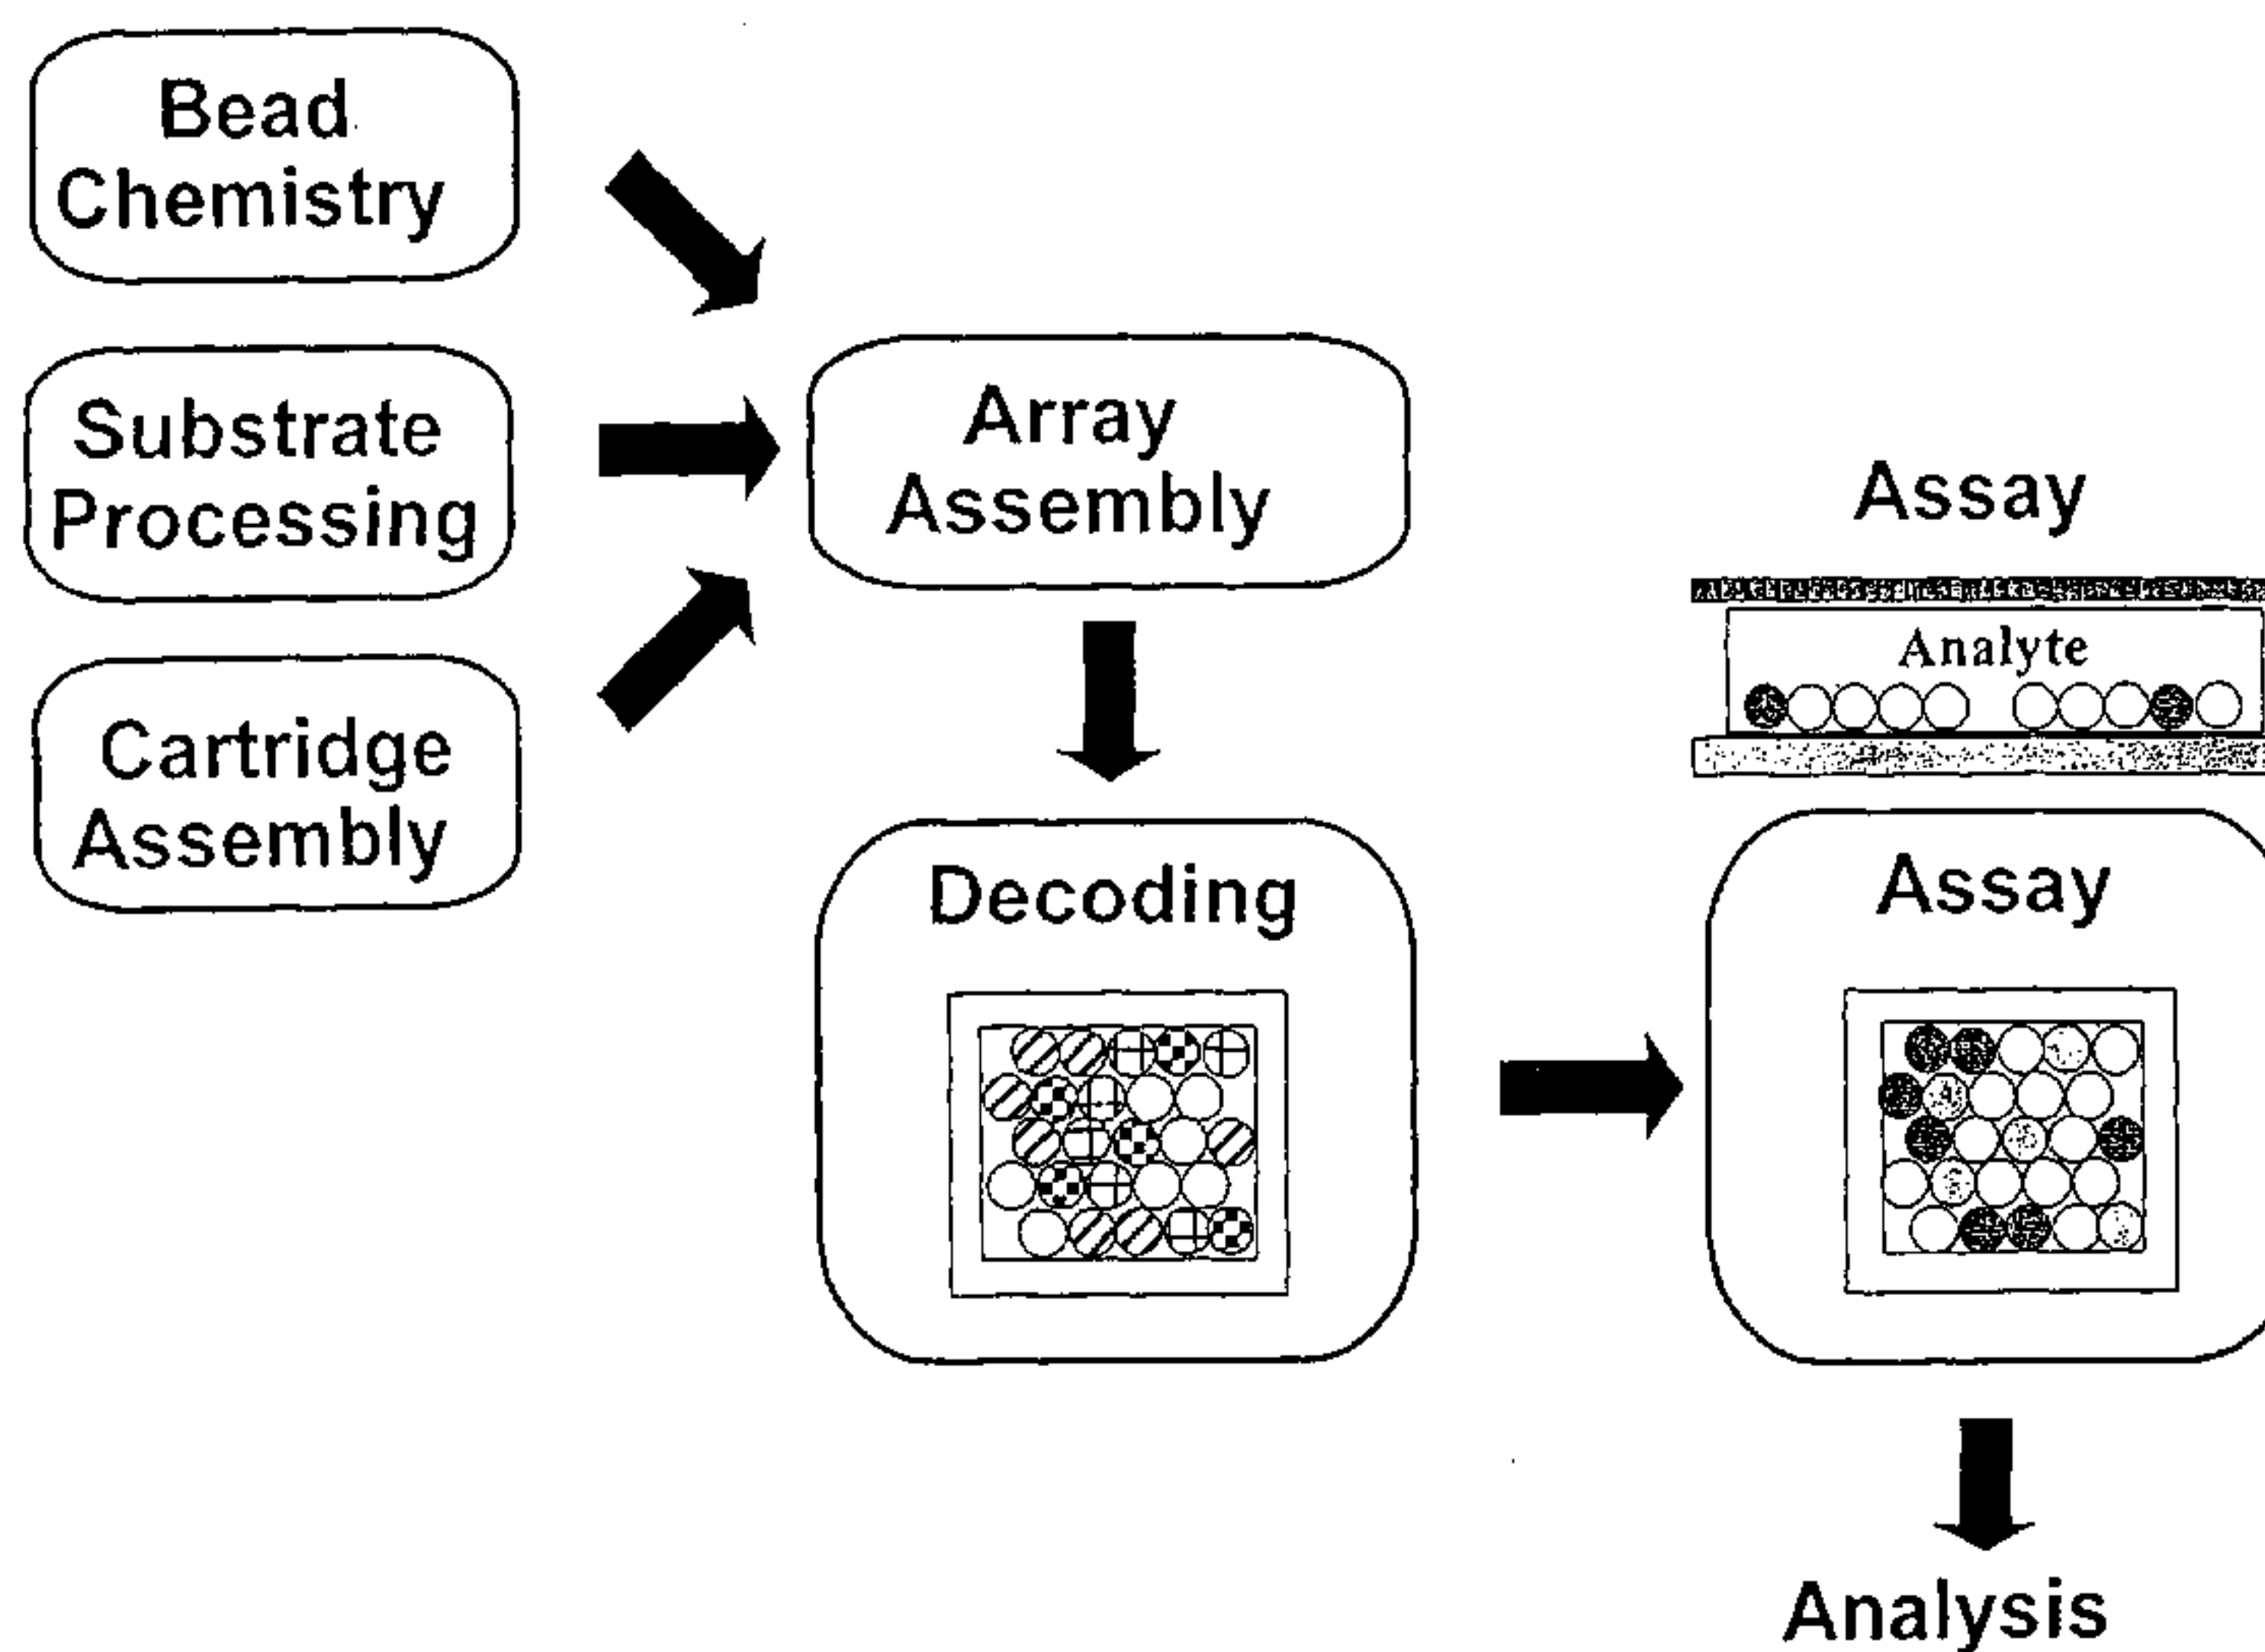 Bead
Chemistry
Substrate
Processing
Cartridge
Assembly
Array
Assembly
Decoding
Assay
Analyte
Assay
Analysis